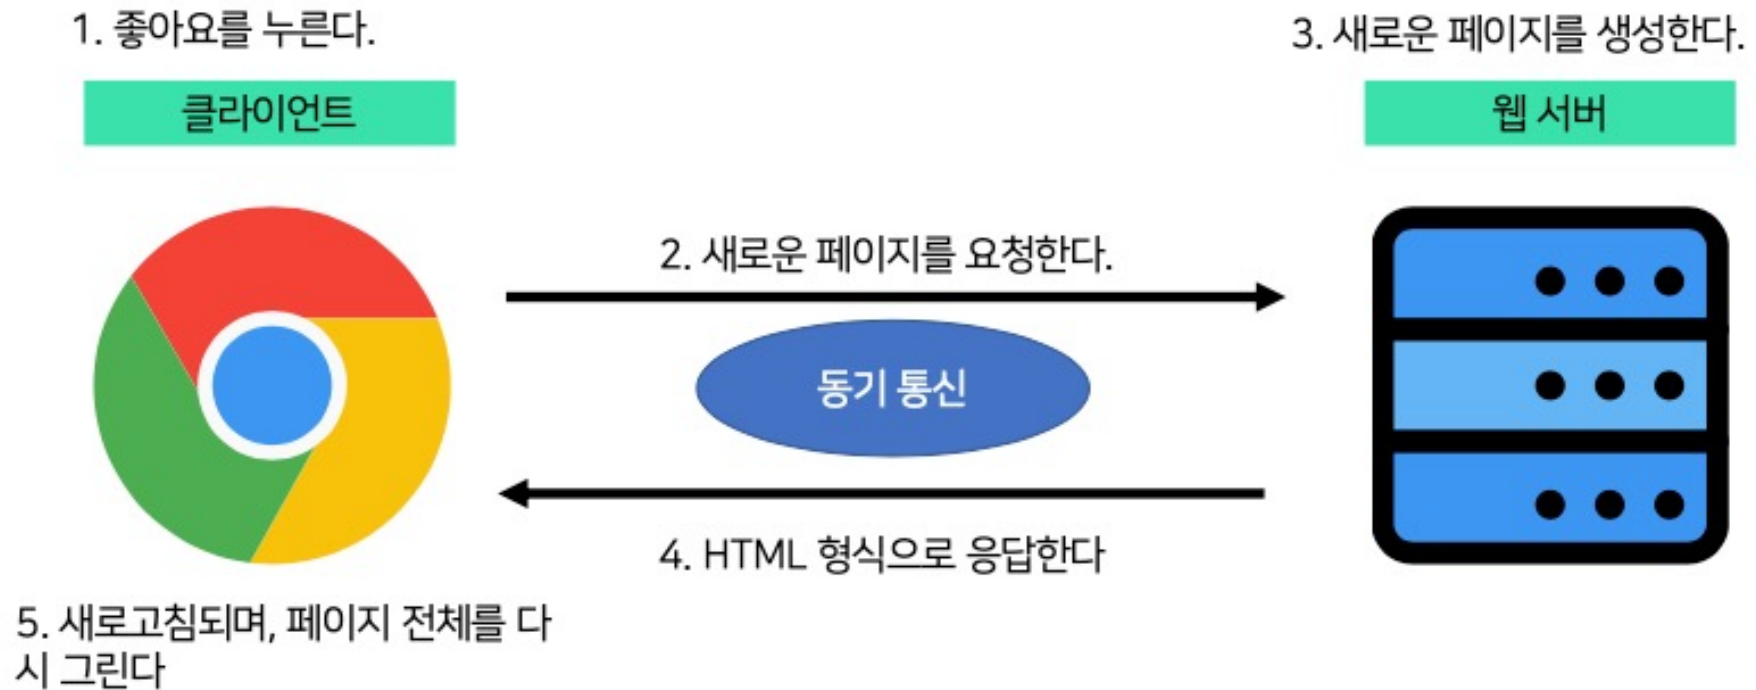 1. 좋아요를 누른다.
클라이언트
3. 새로운 페이지를 생성한다.
웹 서버
2. 새로운 페이지를 요청한다.
동기 통신
4. HTML 형식으로 응답한다
5. 새로고침되며, 페이지 전체를 다
시 그린다